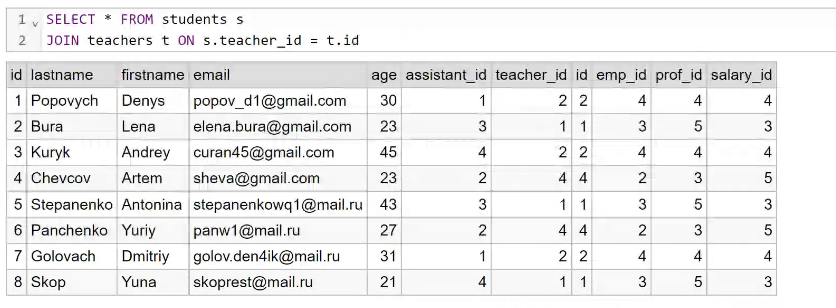 1 SELECT * FROM students s
2 JOIN teachers t ON s.teacher_id = t.id
id lastname firstname email age assistant_id teacher_id id emp_id prof_id salary_id
1 Popovych Denys popov_d1@gmail.com 30 1 2 2 4 4 4
2 Bura Lena elena.bura@gmail.com 23 3 1 1 3 5 3
3 Kuryk Andrey curan45@gmail.com 45 4 2 2 4 4 4
4 Chevcov Artem sheva@gmail.com 23 2 4 4 2 3 5
5 Stepanenko Antonina stepanenkowq1@mail.ru 43 3 1 1 3 5 3
6 Panchenko Yuriy panw1@mail.ru 27 2 4 4 2 3 5
7 Golovach Dmitriy golov.den4ik@mail.ru 31 1 2 2 4 4 4
8 Skop Yuna skoprest@mail.ru 21 4 1 1 3 5 3